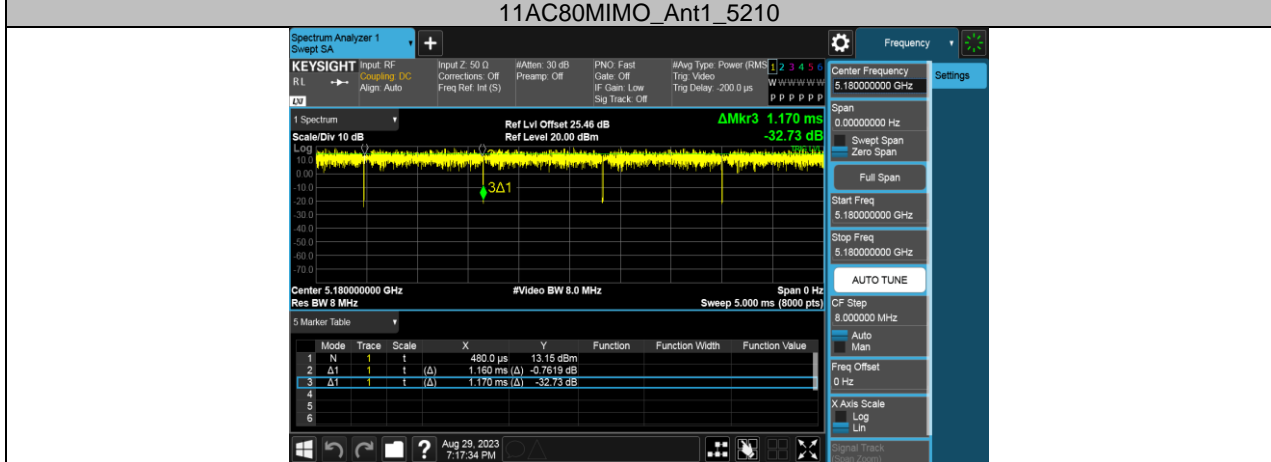 11AC80MIMO_Ant1_5210
Spectrum Analyzer 1
Swept SA
+
Frequency
KEYSIGHT
RL
LXI
Input: RF
Coupling: DC
Align: Auto
Input Z: 50 Ω
Corrections: Off
Freq Ref: Int (S)
#Atten: 30 dB
Preamp: Off
PNO: Fast
Gate: Off
IF Gain: Low
Sig Track: Off
#Avg Type: Power (RMS
Trig: Video
Trig Delay: -200.0 µs
1 2 3 4 5 6
W W W W W W
P P P P P P
Center Frequency
5.180000000 GHz
Settings
1 Spectrum
Scale/Div 10 dB
Ref Lvl Offset 25.46 dB
Ref Level 20.00 dBm
ΔMkr3 1.170 ms
-32.73 dB
Log
10.0
0.00
-10.0
-20.0
-30.0
-40.0
-50.0
-60.0
-70.0
3Δ1
Center 5.180000000 GHz
Res BW 8 MHz
#Video BW 8.0 MHz
Span 0 Hz
Sweep 5.000 ms (8000 pts)
Span
0.00000000 Hz
Swept Span
Zero Span
Full Span
Start Freq
5.180000000 GHz
Stop Freq
5.180000000 GHz
AUTO TUNE
CF Step
8.000000 MHz
Auto
Man
Freq Offset
0 Hz
X Axis Scale
Log
Lin
Signal Track
(Span Zoom)
5 Marker Table
Mode Trace Scale X Y Function Function Width Function Value
1 N 1 t 480.0 µs 13.15 dBm
2 Δ1 1 t (Δ) 1.160 ms (Δ) -0.7619 dB
3 Δ1 1 t (Δ) 1.170 ms (Δ) -32.73 dB
4
5
6
?
Aug 29, 2023
7:17:34 PM